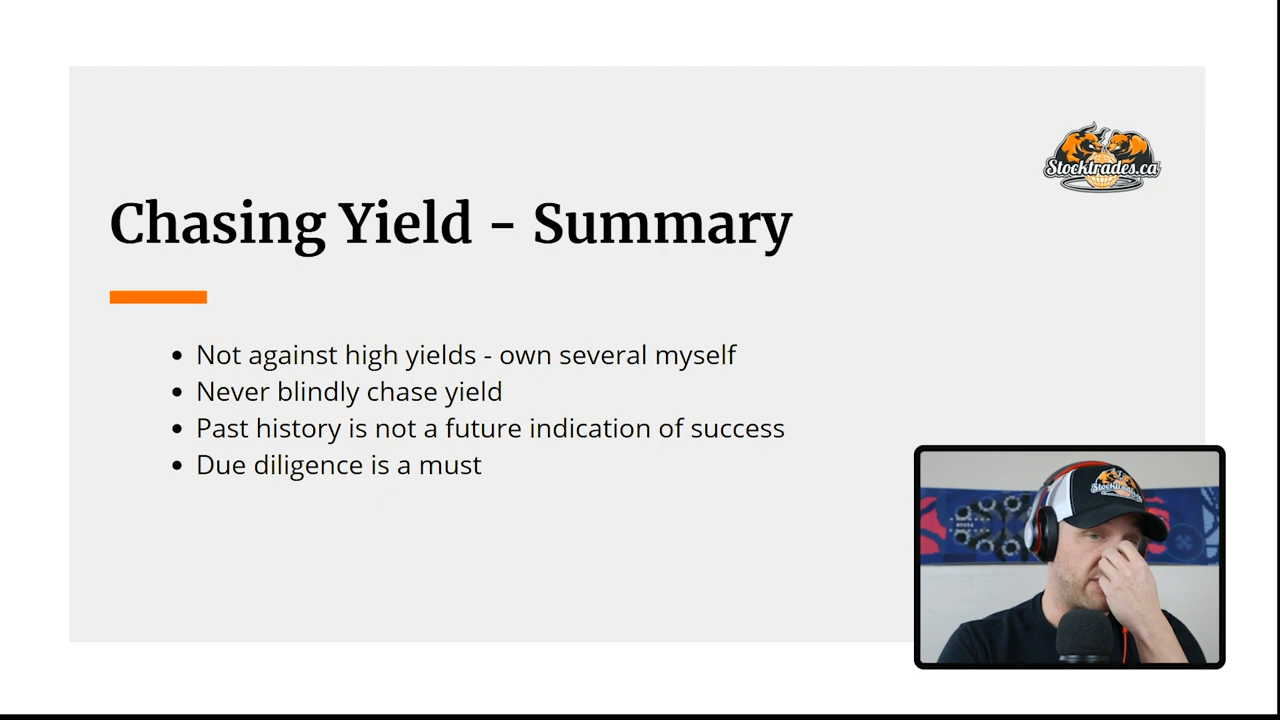 Stocktrades.ca
Chasing Yield - Summary
• Not against high yields - own several myself
• Never blindly chase yield
• Past history is not a future indication of success
• Due diligence is a must
Stocktrades